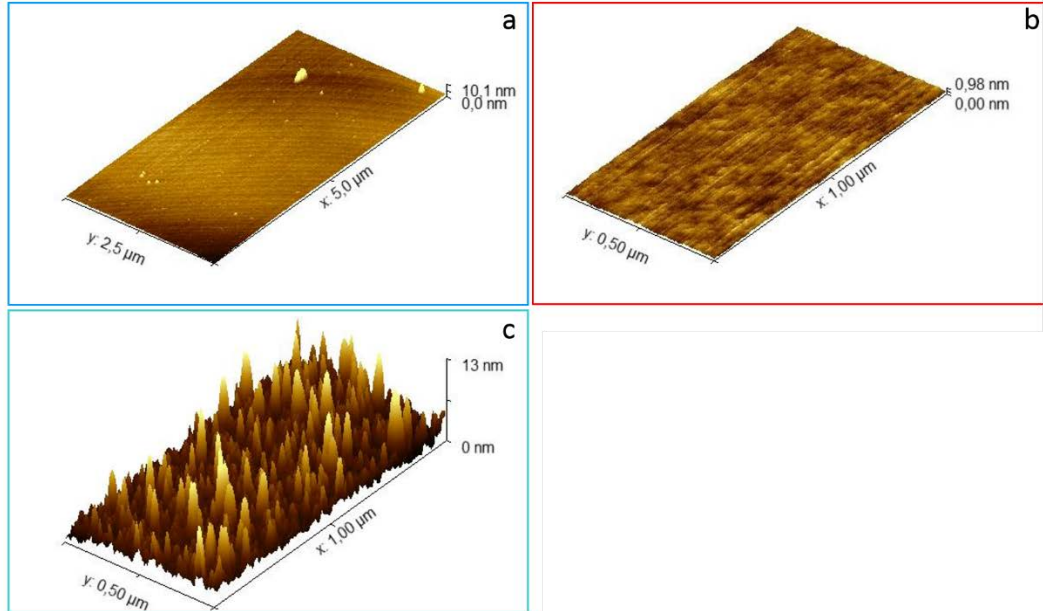 a
10,1 nm
0,0 nm
x: 5,0 µm
y: 2,5 µm
b
0,98 nm
0,00 nm
x: 1,00 µm
y: 0,50 µm
c
13 nm
0 nm
x: 1,00 µm
y: 0,50 µm